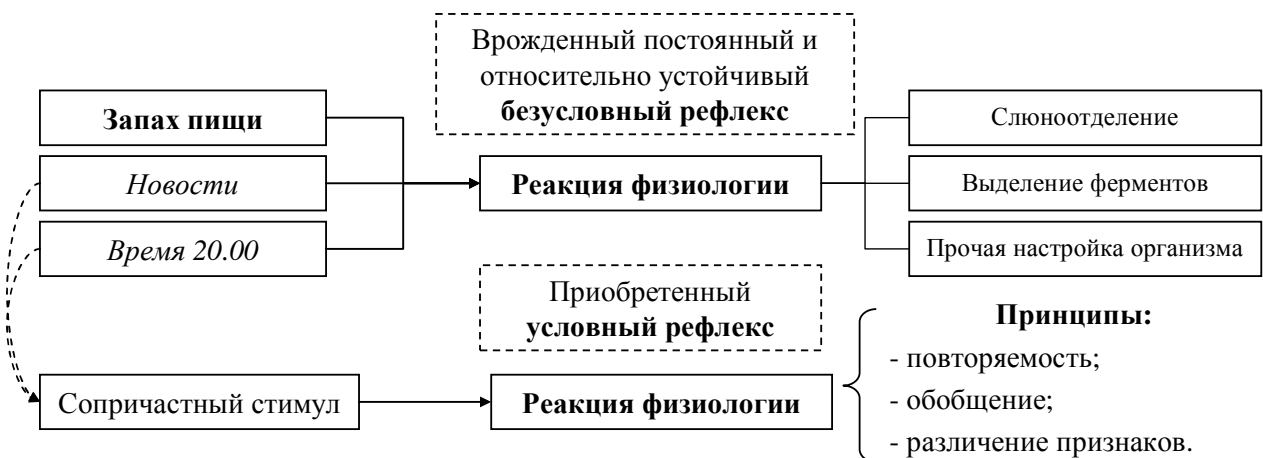 Врожденный постоянный и
относительно устойчивый
безусловный рефлекс
Запах пищи
Новости
Время 20.00
Реакция физиологии
Слюноотделение
Выделение ферментов
Прочая настройка организма
Приобретенный
условный рефлекс
Сопричастный стимул
Реакция физиологии
Принципы:
- повторяемость;
- обобщение;
- различение признаков.